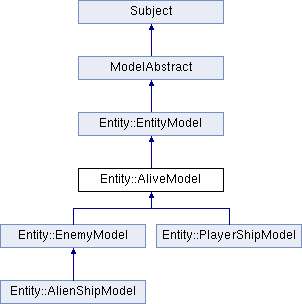 Subject
ModelAbstract
Entity::EntityModel
Entity::AliveModel
Entity::EnemyModel
Entity::PlayerShipModel
Entity::AlienShipModel